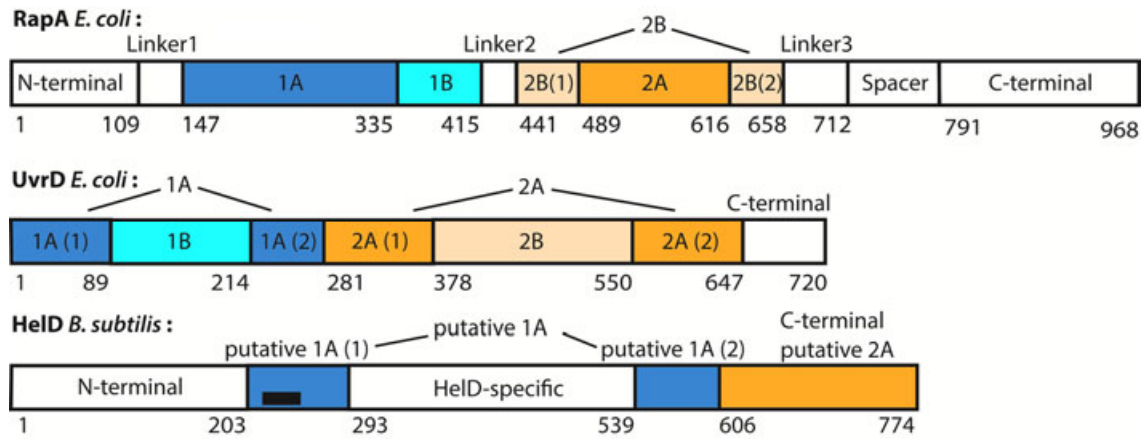 RapA E. coli :
2B
Linker1 Linker2 Linker3
N-terminal 1A 1B 2B(1) 2A 2B(2) Spacer C-terminal
1 109 147 335 415 441 489 616 658 712 791 968
UvrD E. coli :
1A 2A
C-terminal
1A (1) 1B 1A (2) 2A (1) 2B 2A (2)
1 89 214 281 378 550 647 720
HelD B. subtilis :
putative 1A
C-terminal
putative 1A (1) putative 1A (2) putative 2A
N-terminal HelD-specific
1 203 293 539 606 774